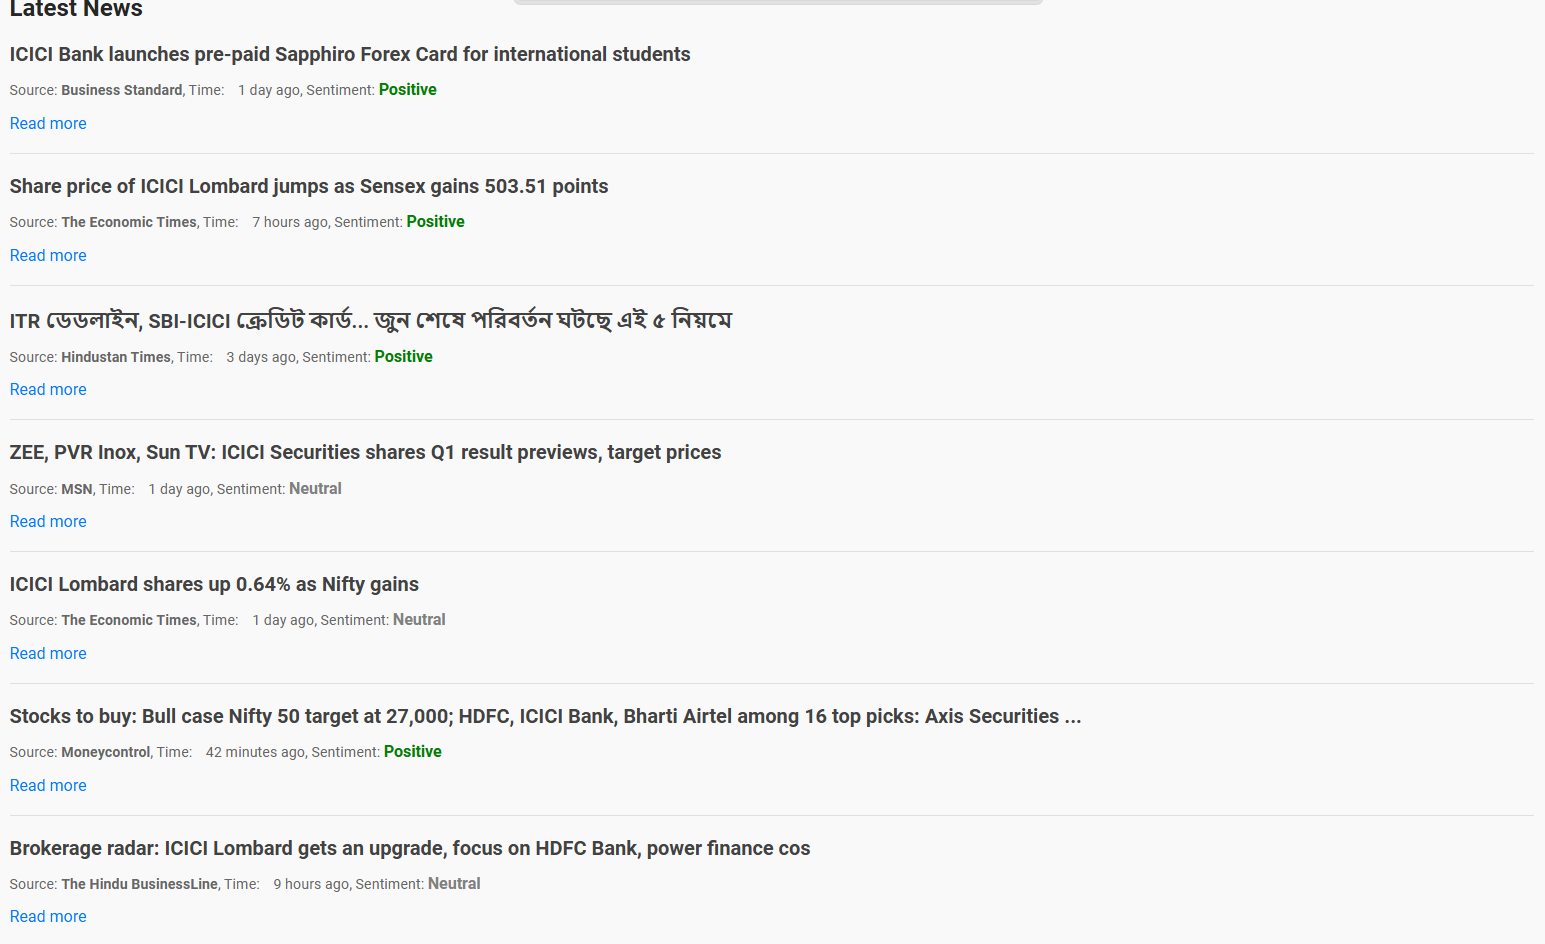 Latest News
ICICI Bank launches pre-paid Sapphiro Forex Card for international students
Source: Business Standard, Time: 1 day ago, Sentiment: Positive
Read more
Share price of ICICI Lombard jumps as Sensex gains 503.51 points
Source: The Economic Times, Time: 7 hours ago, Sentiment: Positive
Read more
ITR ডেডলাইন, SBI-ICICI ক্রেডিট কার্ড... জুন শেষে পরিবর্তন ঘটছে এই ৫ নিয়মে
Source: Hindustan Times, Time: 3 days ago, Sentiment: Positive
Read more
ZEE, PVR Inox, Sun TV: ICICI Securities shares Q1 result previews, target prices
Source: MSN, Time: 1 day ago, Sentiment: Neutral
Read more
ICICI Lombard shares up 0.64% as Nifty gains
Source: The Economic Times, Time: 1 day ago, Sentiment: Neutral
Read more
Stocks to buy: Bull case Nifty 50 target at 27,000; HDFC, ICICI Bank, Bharti Airtel among 16 top picks: Axis Securities ...
Source: Moneycontrol, Time: 42 minutes ago, Sentiment: Positive
Read more
Brokerage radar: ICICI Lombard gets an upgrade, focus on HDFC Bank, power finance cos
Source: The Hindu BusinessLine, Time: 9 hours ago, Sentiment: Neutral
Read more